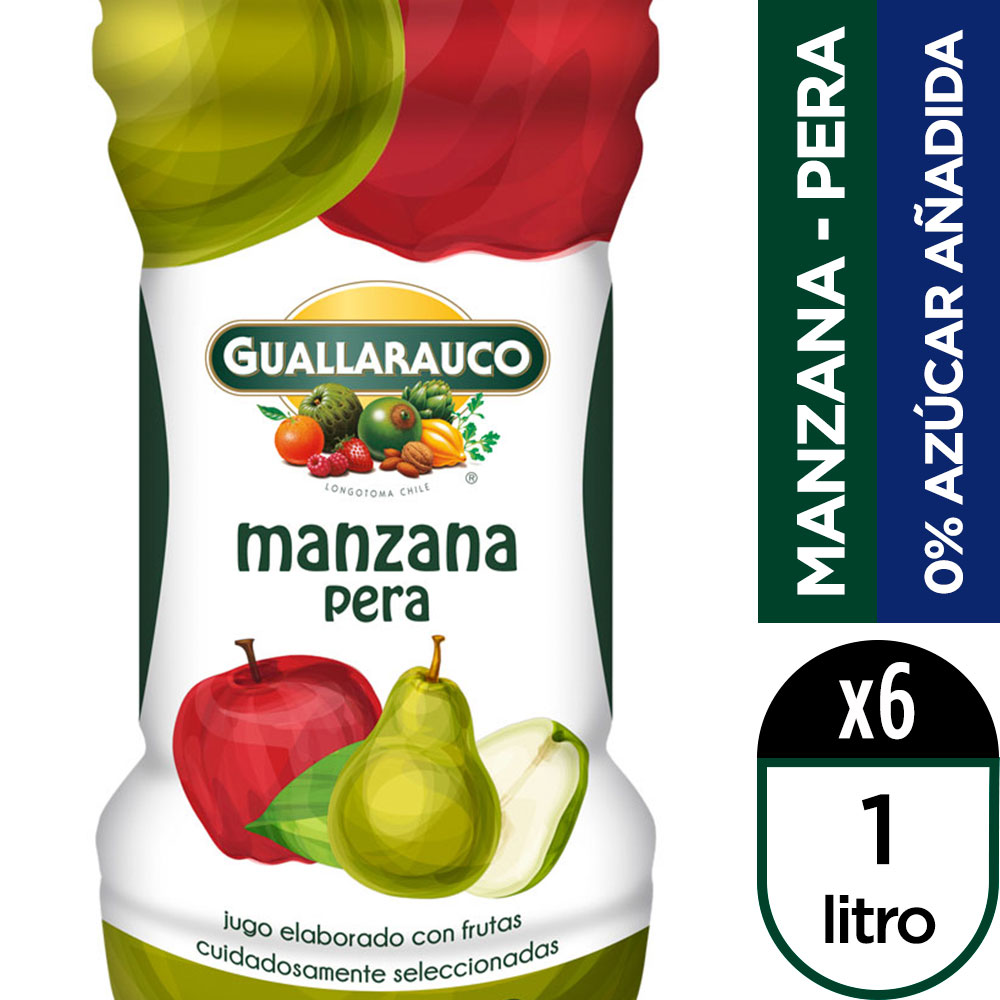 GUALLARAUCO
LONGOTOMA CHILE ®
manzana
pera
jugo elaborado con frutas
cuidadosamente seleccionadas
MANZANA - PERA
0% AZÚCAR AÑADIDA
x6
1
litro